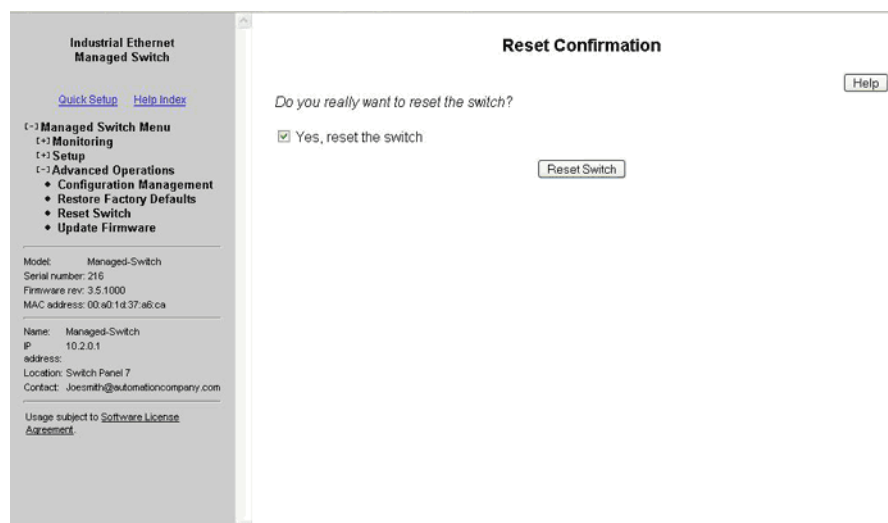 Industrial Ethernet
Managed Switch
Quick Setup Help Index
[-] Managed Switch Menu
[+] Monitoring
[+] Setup
[-] Advanced Operations
◆ Configuration Management
◆ Restore Factory Defaults
◆ Reset Switch
◆ Update Firmware
Model: Managed-Switch
Serial number: 216
Firmware rev: 3.5.1000
MAC address: 00:a0:1d:37:a6:ca
Name: Managed-Switch
IP 10.2.0.1
address:
Location: Switch Panel 7
Contact: Joesmith@automationcompany.com
Usage subject to Software License
Agreement.
Reset Confirmation
Help
Do you really want to reset the switch?
Yes, reset the switch
Reset Switch